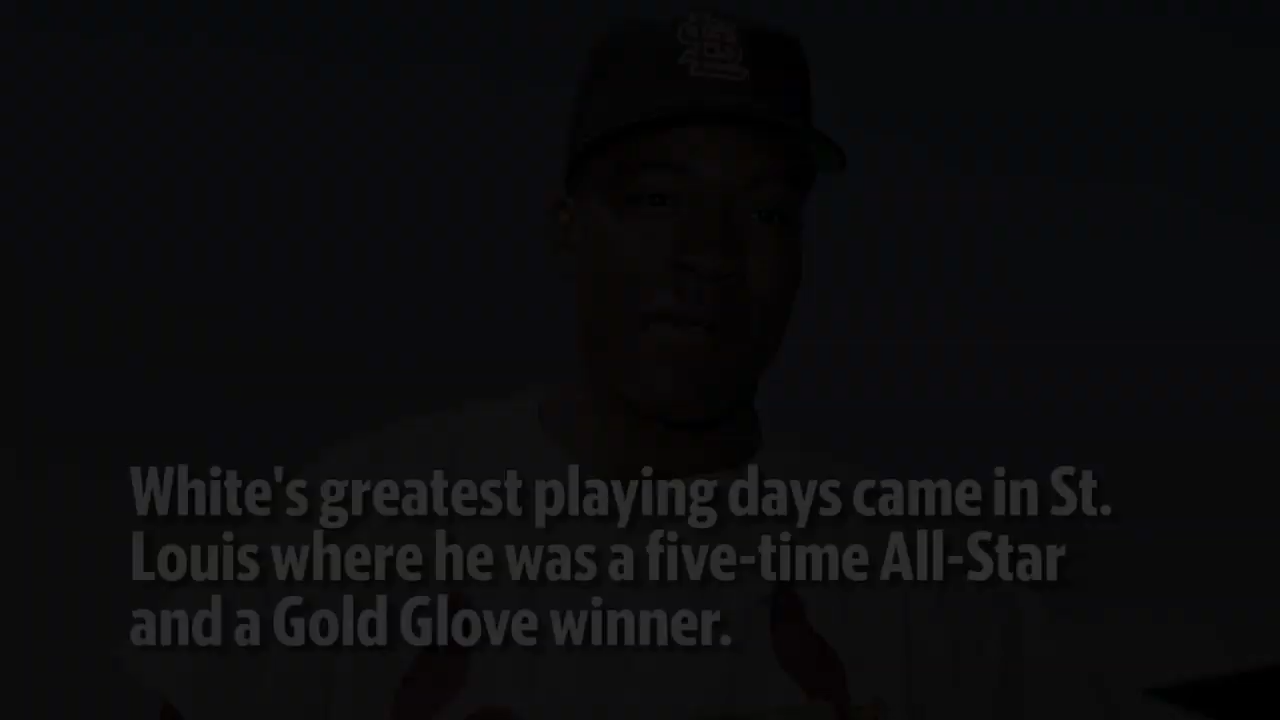 White's greatest playing days came in St.
Louis where he was a five-time All-Star
and a Gold Glove winner.